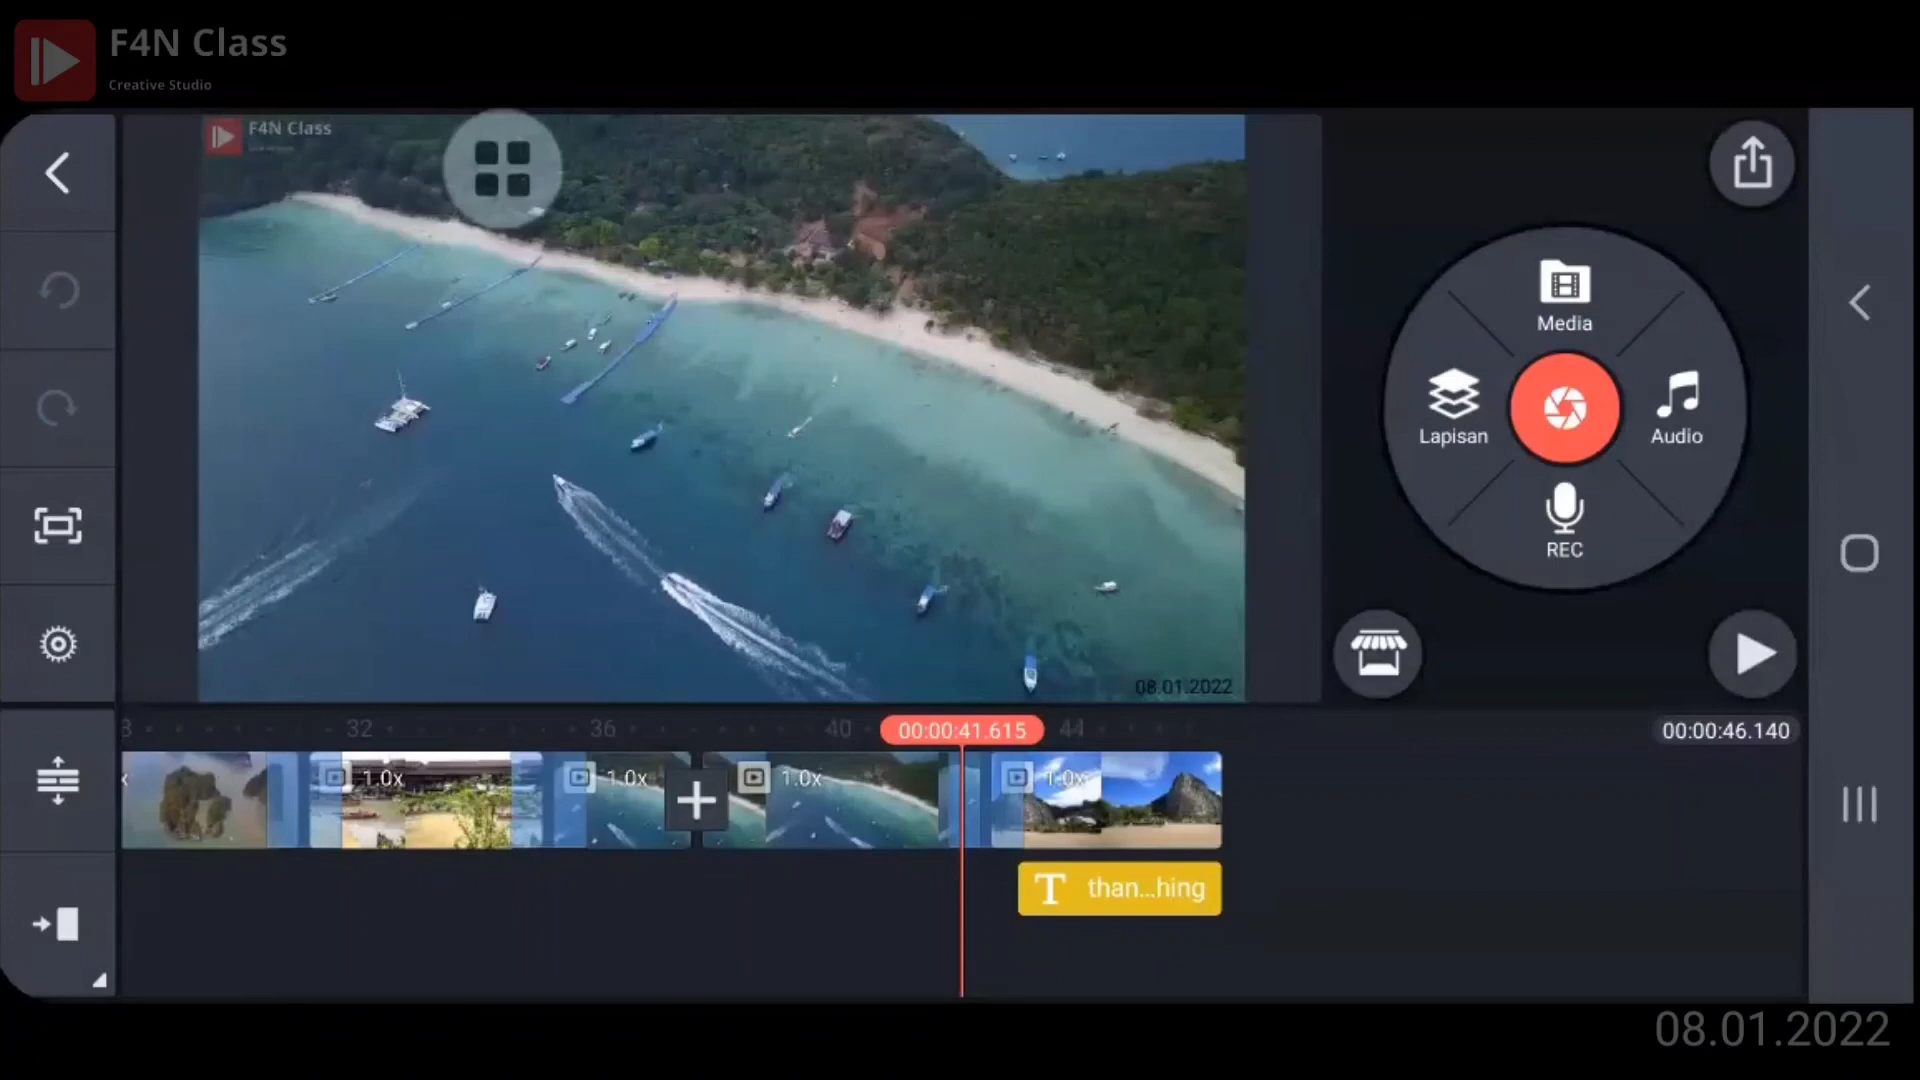 F4N Class
Creative Studio
F4N Class
Media
Lapisan
Audio
REC
08.01.2022
32
36
40
00:00:41.615
44
00:00:46.140
1.0x
1.0x
1.0x
1.0x
T than...hing
08.01.2022